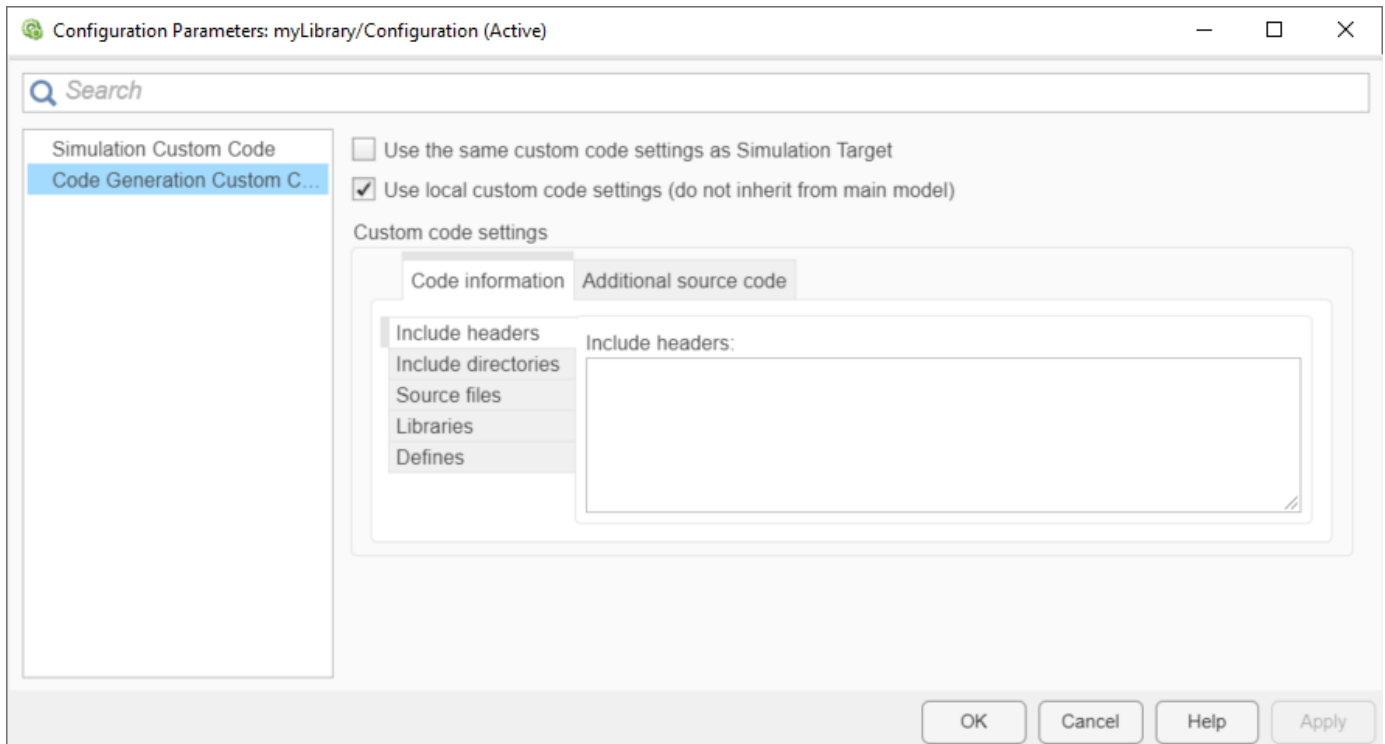 Configuration Parameters: myLibrary/Configuration (Active)
Search
Simulation Custom Code
Code Generation Custom C...
Use the same custom code settings as Simulation Target
Use local custom code settings (do not inherit from main model)
Custom code settings
Code information
Additional source code
Include headers
Include directories
Source files
Libraries
Defines
Include headers:
OK
Cancel
Help
Apply